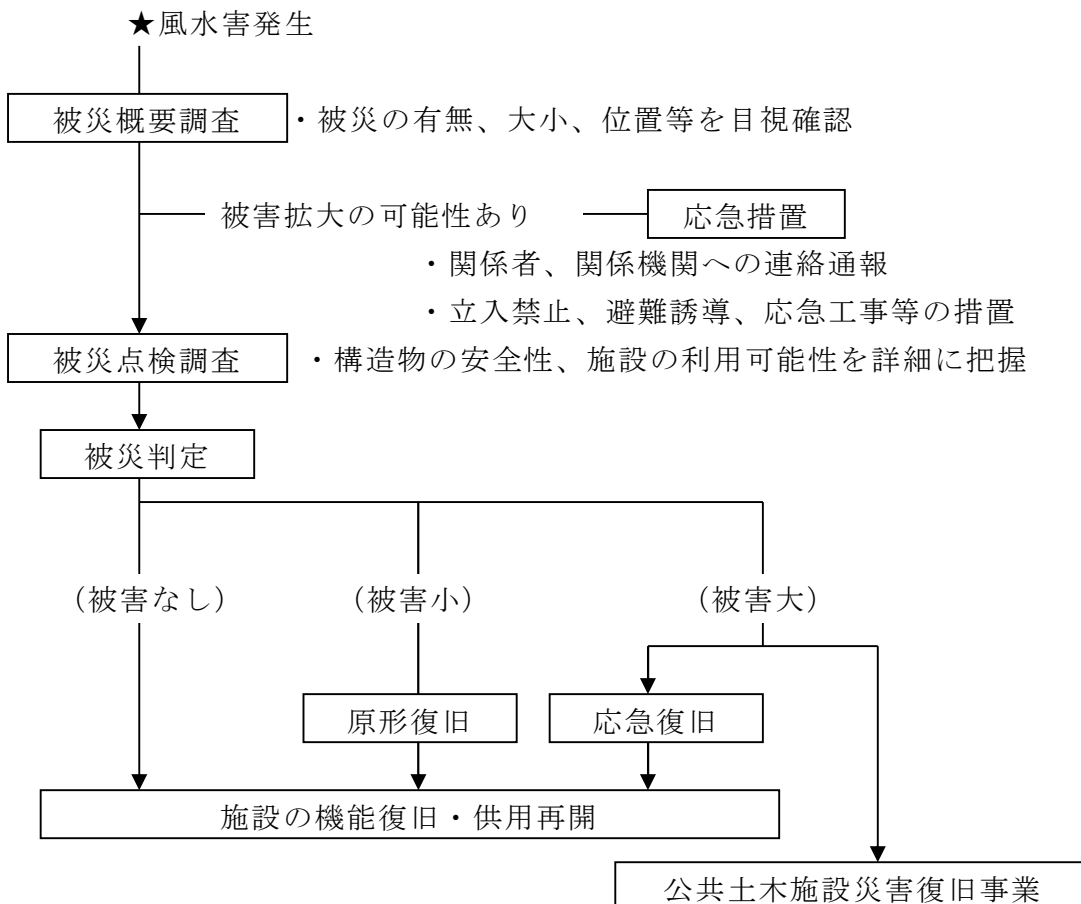 ★風水害発生
被災概要調査 ・被災の有無、大小、位置等を目視確認
被害拡大の可能性あり 応急措置
・関係者、関係機関への連絡通報
・立入禁止、避難誘導、応急工事等の措置
被災点検調査 ・構造物の安全性、施設の利用可能性を詳細に把握
被災判定
（被害なし） （被害小） （被害大）
原形復旧 応急復旧
施設の機能復旧・供用再開
公共土木施設災害復旧事業